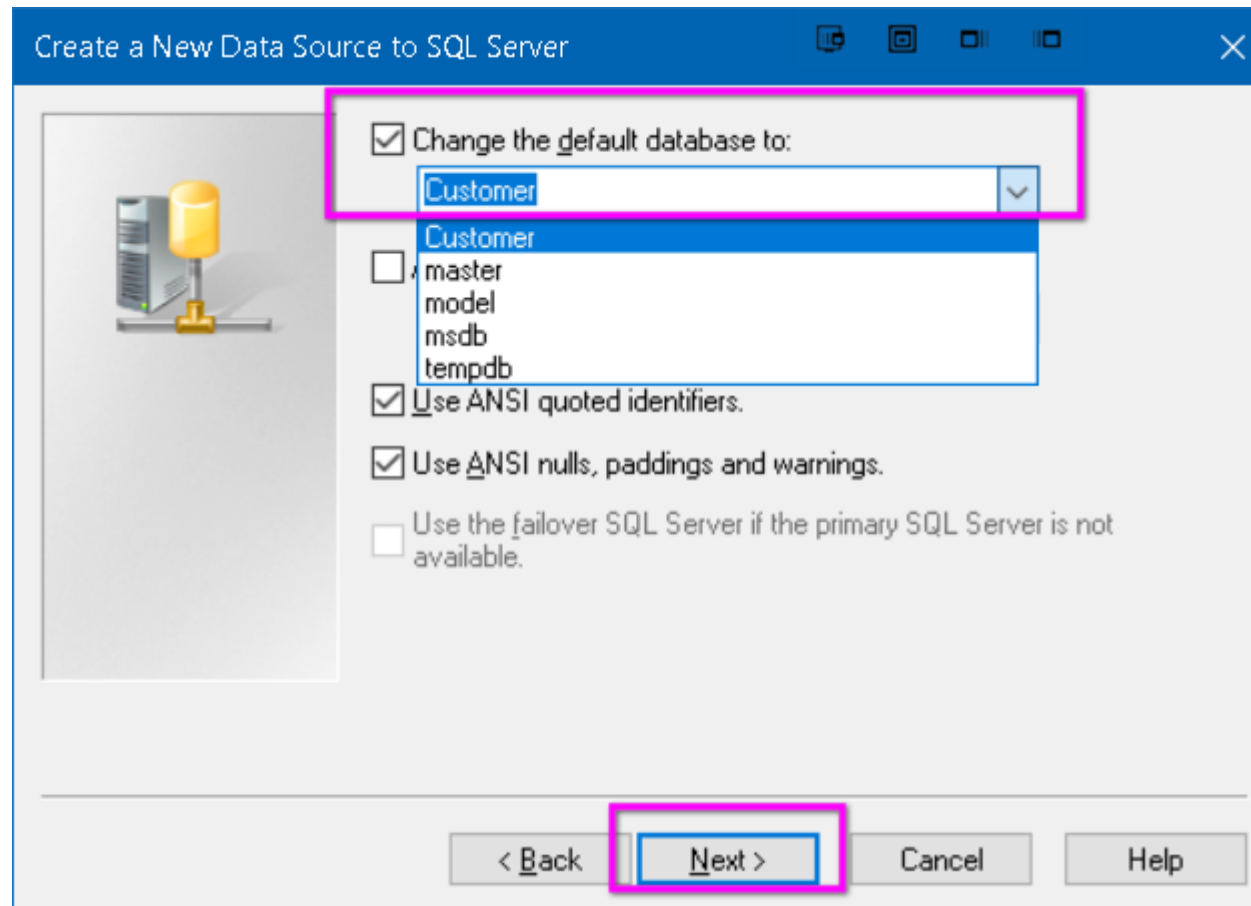 Create a New Data Source to SQL Server
Change the default database to:
Customer
Customer
master
model
msdb
tempdb
Use ANSI quoted identifiers.
Use ANSI nulls, paddings and warnings.
Use the failover SQL Server if the primary SQL Server is not
available.
< Back
Next >
Cancel
Help